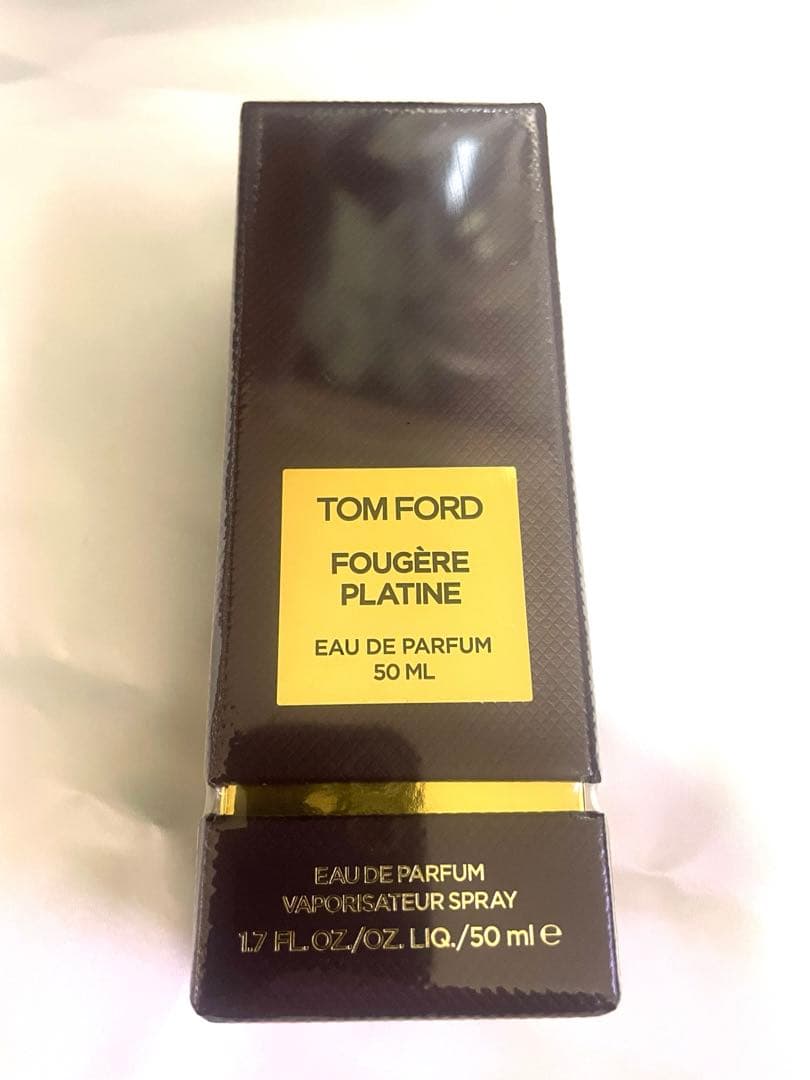 TOM FORD
FOUGÈRE
PLATINE
EAU DE PARFUM
50 ML
EAU DE PARFUM
VAPORISATEUR SPRAY
1.7 FL. OZ./OZ. LIQ./50 ml ℮